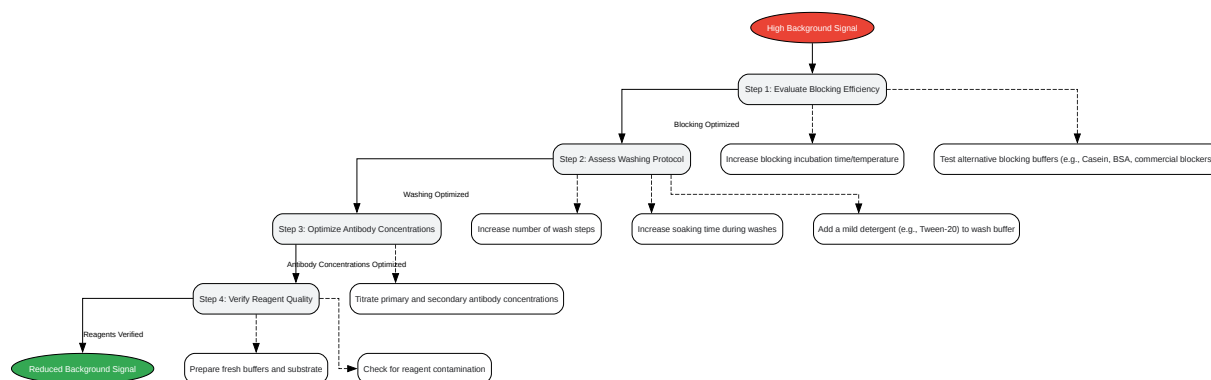 High Background Signal
Step 1: Evaluate Blocking Efficiency
Blocking Optimized
Step 2: Assess Washing Protocol
Increase blocking incubation time/temperature
Test alternative blocking buffers (e.g., Casein, BSA, commercial blockers
Washing Optimized
Step 3: Optimize Antibody Concentrations
Increase number of wash steps
Increase soaking time during washes
Add a mild detergent (e.g., Tween-20) to wash buffer
Antibody Concentrations Optimized
Step 4: Verify Reagent Quality
Titrate primary and secondary antibody concentrations
Reagents Verified
Reduced Background Signal
Prepare fresh buffers and substrate
Check for reagent contamination